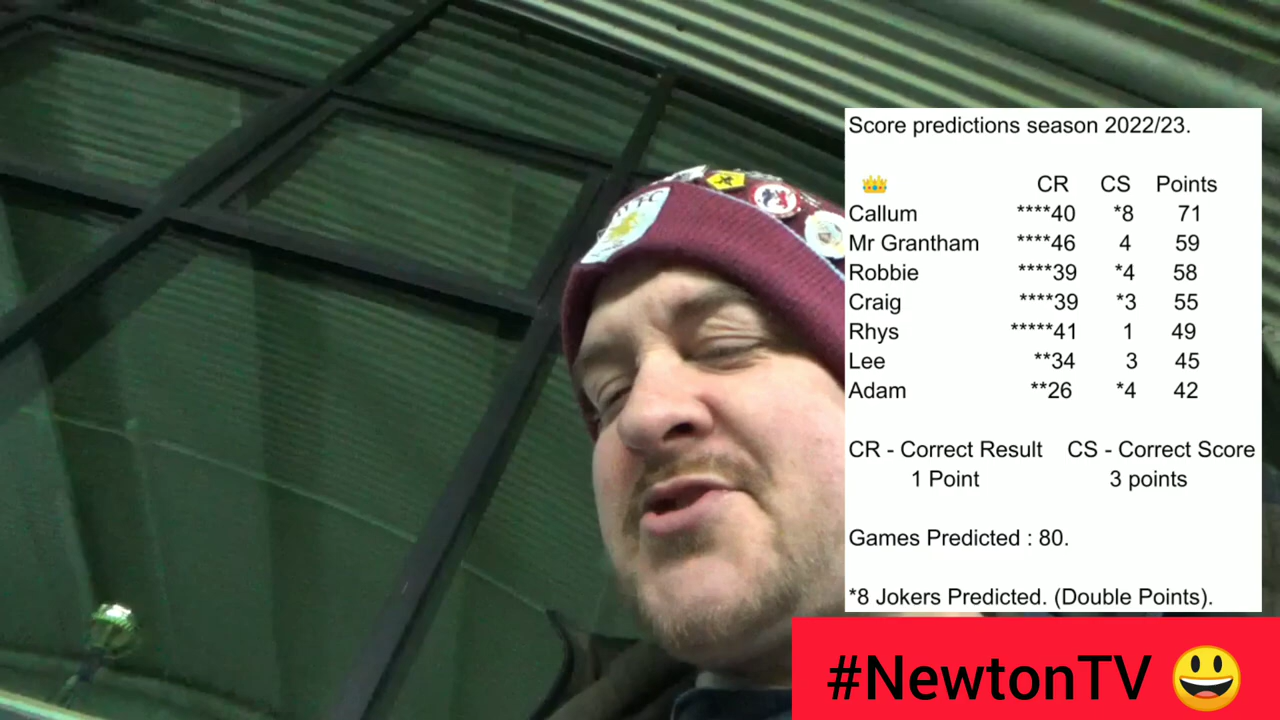 Score predictions season 2022/23.
👑 CR CS Points
Callum ****40 *8 71
Mr Grantham ****46 4 59
Robbie ****39 *4 58
Craig ****39 *3 55
Rhys *****41 1 49
Lee **34 3 45
Adam **26 *4 42
CR - Correct Result CS - Correct Score
1 Point 3 points
Games Predicted : 80.
*8 Jokers Predicted. (Double Points).
#NewtonTV 😃